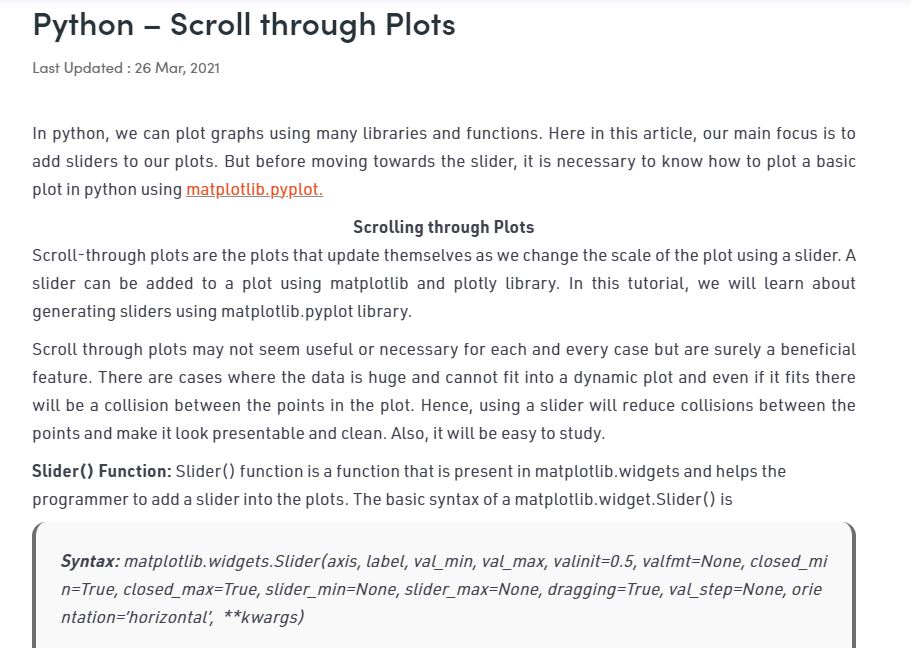 Python – Scroll through Plots
Last Updated : 26 Mar, 2021
In python, we can plot graphs using many libraries and functions. Here in this article, our main focus is to
add sliders to our plots. But before moving towards the slider, it is necessary to know how to plot a basic
plot in python using matplotlib.pyplot.
Scrolling through Plots
Scroll-through plots are the plots that update themselves as we change the scale of the plot using a slider. A
slider can be added to a plot using matplotlib and plotly library. In this tutorial, we will learn about
generating sliders using matplotlib.pyplot library.
Scroll through plots may not seem useful or necessary for each and every case but are surely a beneficial
feature. There are cases where the data is huge and cannot fit into a dynamic plot and even if it fits there
will be a collision between the points in the plot. Hence, using a slider will reduce collisions between the
points and make it look presentable and clean. Also, it will be easy to study.
Slider() Function: Slider() function is a function that is present in matplotlib.widgets and helps the
programmer to add a slider into the plots. The basic syntax of a matplotlib.widget.Slider() is
Syntax: matplotlib.widgets.Slider(axis, label, val_min, val_max, valinit=0.5, valfmt=None, closed_mi
n=True, closed_max=True, slider_min=None, slider_max=None, dragging=True, val_step=None, orie
ntation=’horizontal’,  **kwargs)